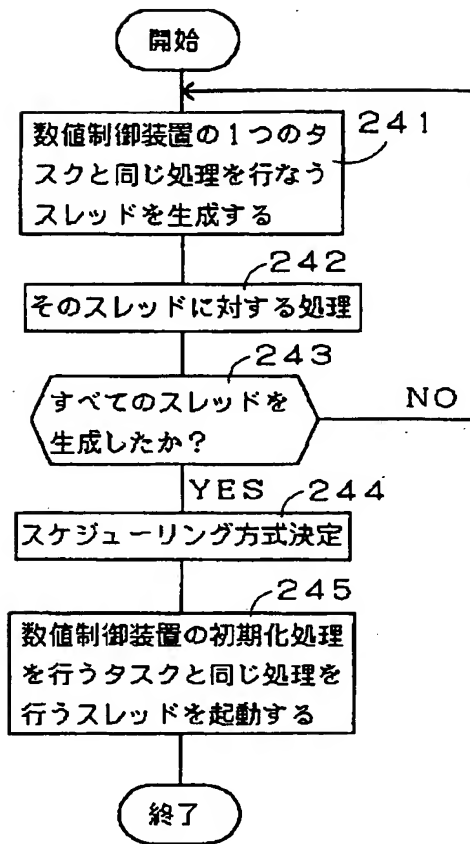 開始
241
数値制御装置の1つのタ
スクと同じ処理を行なう
スレッドを生成する
242
そのスレッドに対する処理
243
すべてのスレッドを
生成したか？
NO
YES
244
スケジューリング方式決定
245
数値制御装置の初期化処理
を行うタスクと同じ処理を
行うスレッドを起動する
終了